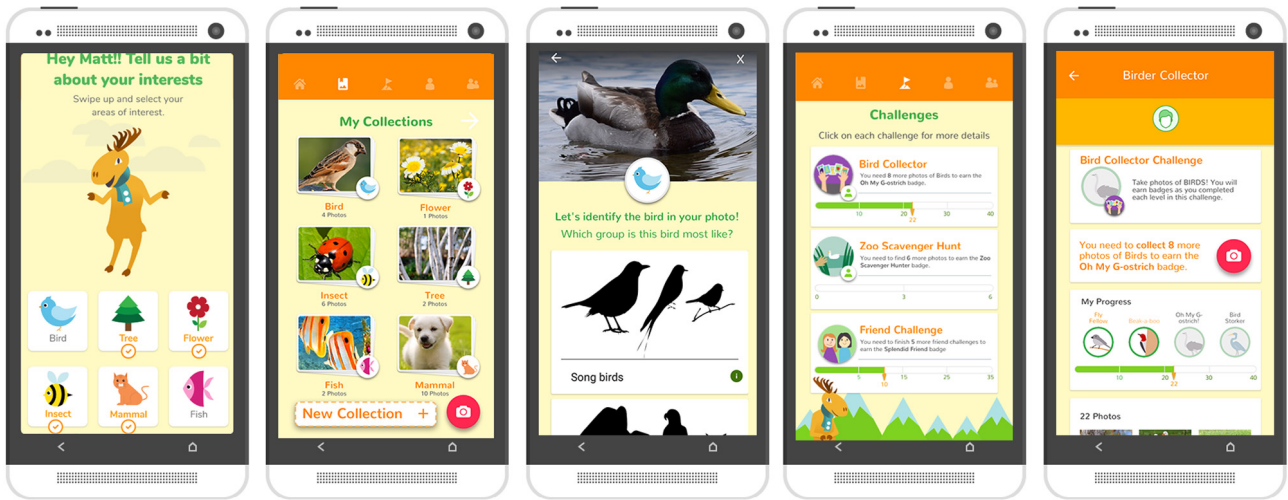 Hey Matt!! Tell us a bit
about your interests
Swipe up and select your
areas of interest.
Bird
Tree
Flower
Insect
Mammal
Fish
My Collections
Bird
4 Photos
Flower
1 Photos
Insect
6 Photos
Tree
2 Photos
Fish
2 Photos
Mammal
10 Photos
New Collection +
X
Let's identify the bird in your photo!
Which group is this bird most like?
Song birds
i
Challenges
Click on each challenge for more details
Bird Collector
You need 8 more photos of Birds to earn the
Oh My G-ostrich badge.
10 20 30 40
22
Zoo Scavenger Hunt
You need to find 6 more photos to earn the Zoo
Scavenger Hunter badge.
0 3 6
Friend Challenge
You need to finish 5 more friend challenges to
earn the Splendid Friend badge
5 15 25 35
10
Birder Collector
Bird Collector Challenge
Take photos of BIRDS! You will
earn badges as you completed
each level in this challenge.
You need to collect 8 more
photos of Birds to earn the
Oh My G-ostrich badge.
My Progress
Fly
Fellow
Beak-a-boo
Oh My G-
ostrich!
Bird
Storker
10 20 30 40
22
22 Photos